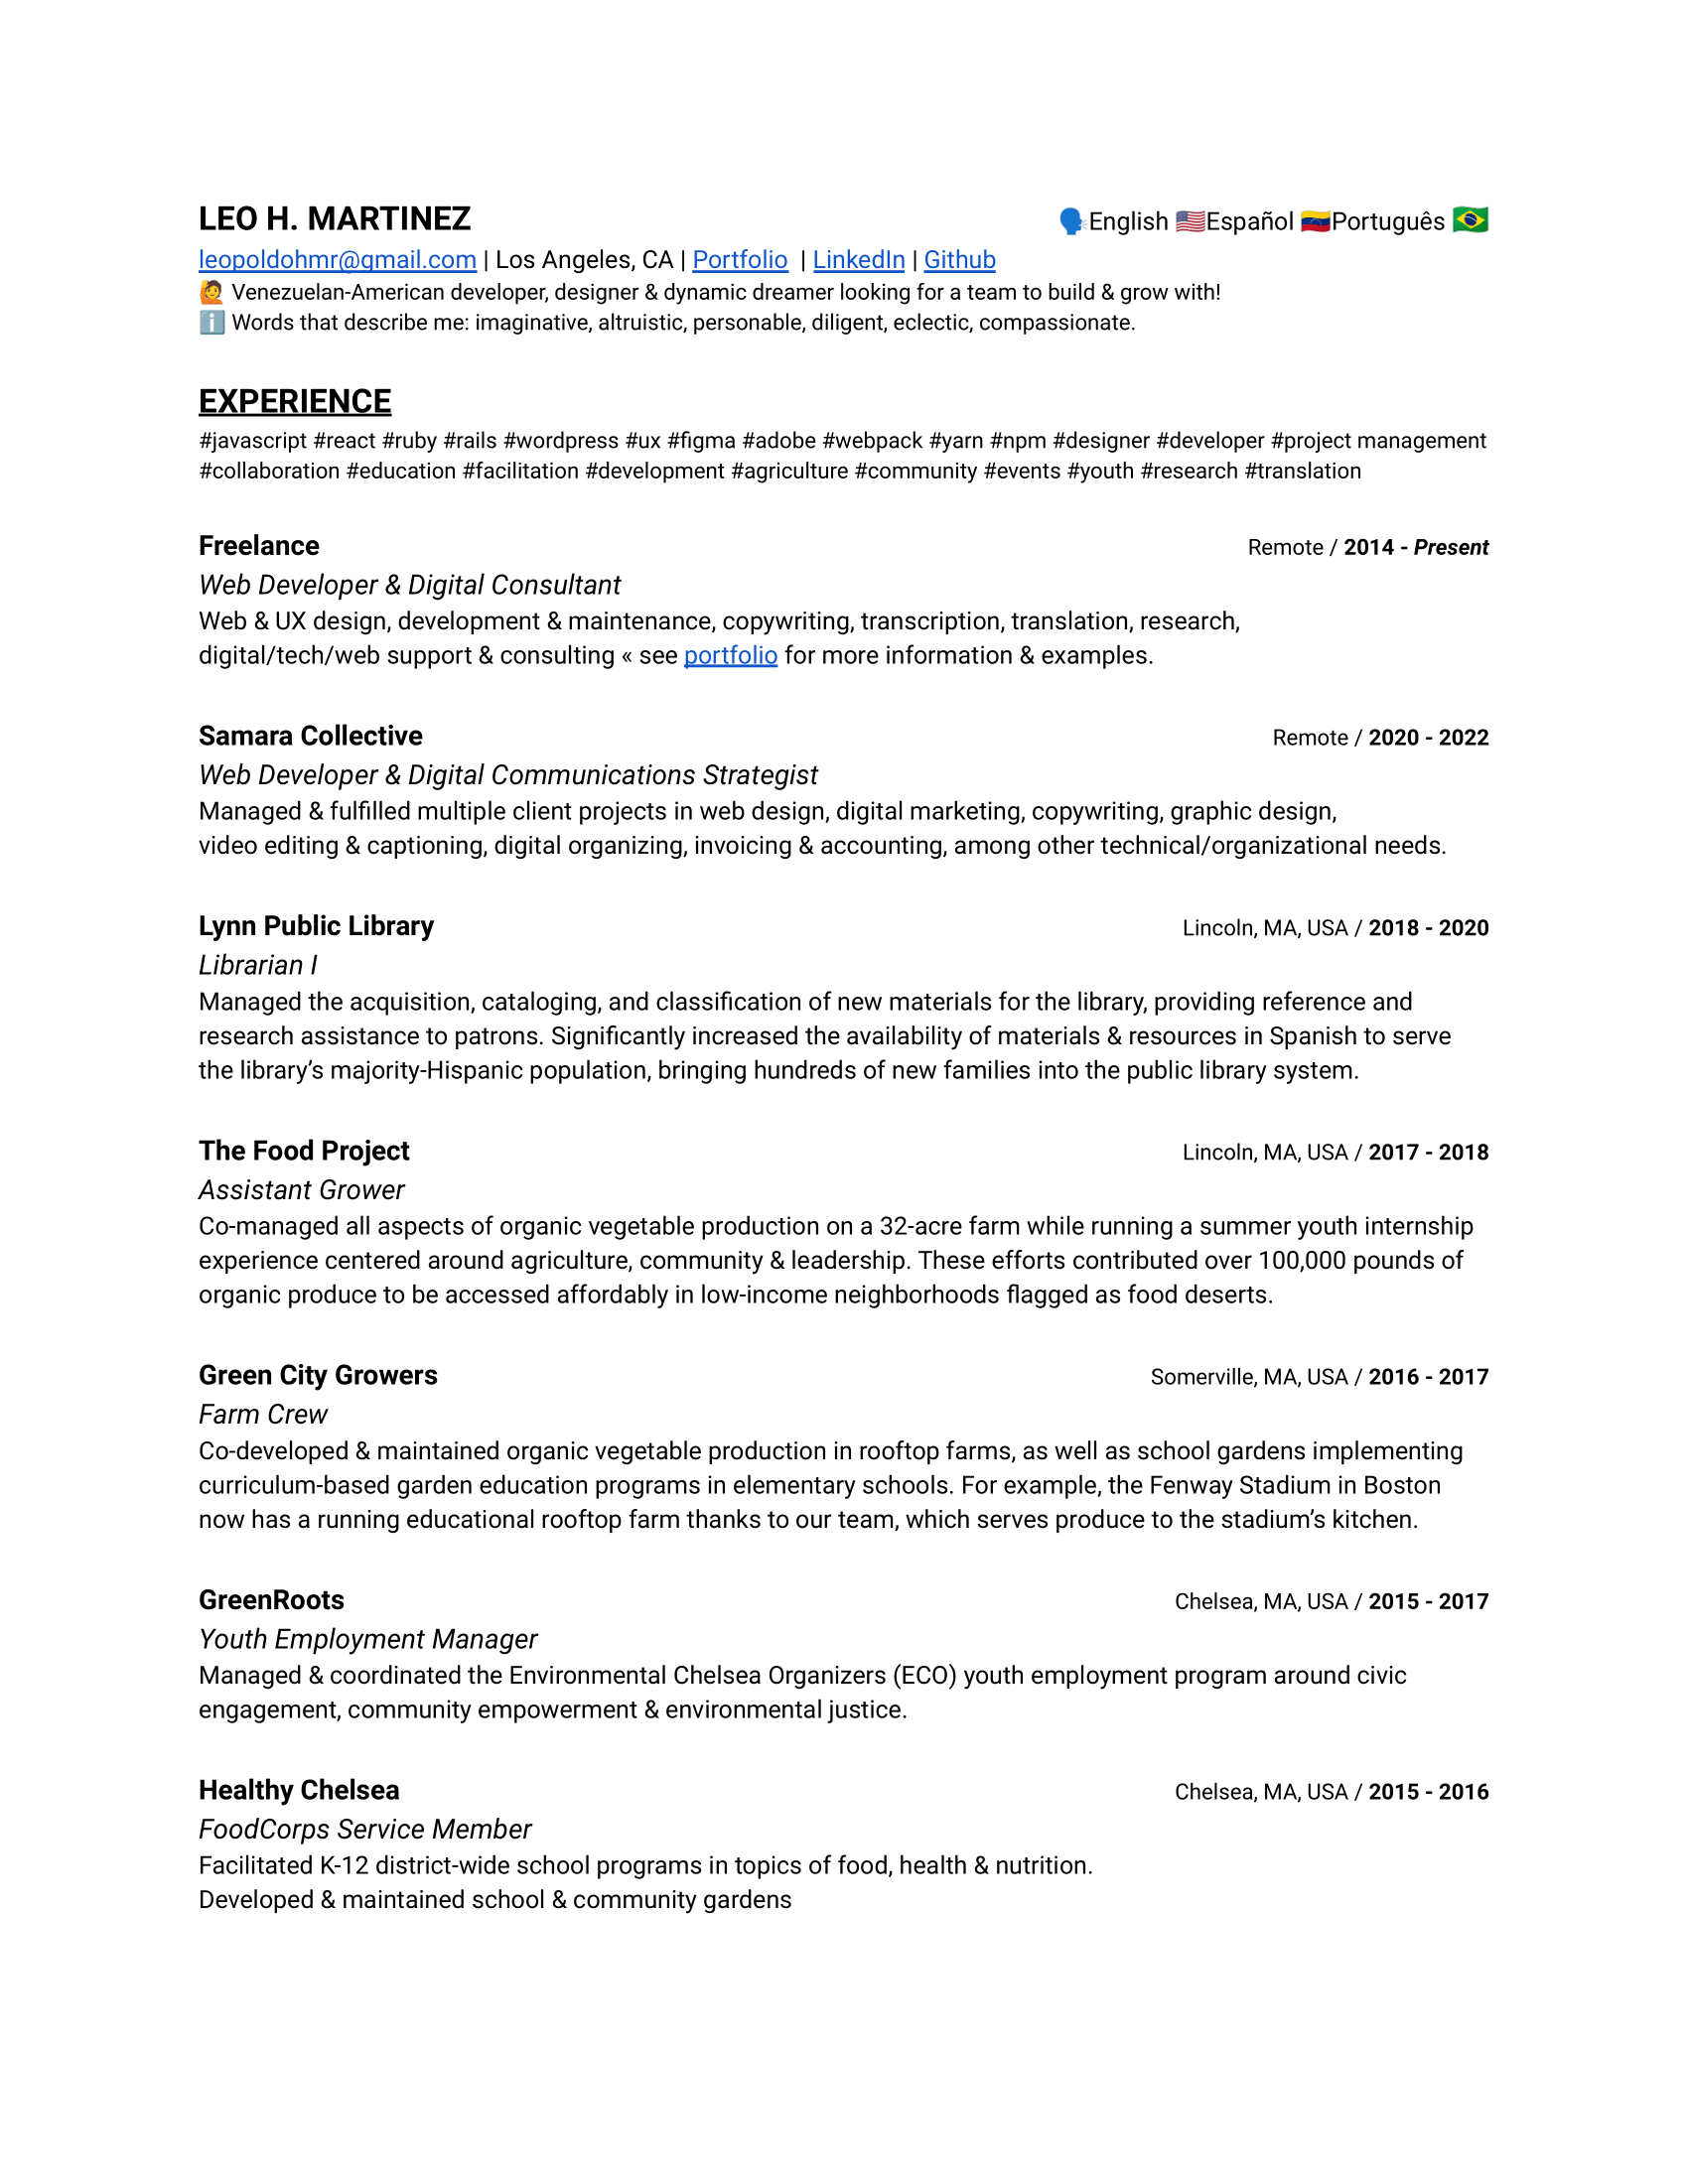 LEO H. MARTINEZ 🗣️English 🇺🇸Español 🇻🇪Português 🇧🇷
leopoldohmr@gmail.com | Los Angeles, CA | Portfolio | LinkedIn | Github
🙋 Venezuelan-American developer, designer & dynamic dreamer looking for a team to build & grow with!
ℹ️ Words that describe me: imaginative, altruistic, personable, diligent, eclectic, compassionate.
EXPERIENCE
#javascript #react #ruby #rails #wordpress #ux #figma #adobe #webpack #yarn #npm #designer #developer #project management
#collaboration #education #facilitation #development #agriculture #community #events #youth #research #translation
Freelance Remote / 2014 - Present
Web Developer & Digital Consultant
Web & UX design, development & maintenance, copywriting, transcription, translation, research,
digital/tech/web support & consulting « see portfolio for more information & examples.
Samara Collective Remote / 2020 - 2022
Web Developer & Digital Communications Strategist
Managed & fulfilled multiple client projects in web design, digital marketing, copywriting, graphic design,
video editing & captioning, digital organizing, invoicing & accounting, among other technical/organizational needs.
Lynn Public Library Lincoln, MA, USA / 2018 - 2020
Librarian I
Managed the acquisition, cataloging, and classification of new materials for the library, providing reference and
research assistance to patrons. Significantly increased the availability of materials & resources in Spanish to serve
the library’s majority-Hispanic population, bringing hundreds of new families into the public library system.
The Food Project Lincoln, MA, USA / 2017 - 2018
Assistant Grower
Co-managed all aspects of organic vegetable production on a 32-acre farm while running a summer youth internship
experience centered around agriculture, community & leadership. These efforts contributed over 100,000 pounds of
organic produce to be accessed affordably in low-income neighborhoods flagged as food deserts.
Green City Growers Somerville, MA, USA / 2016 - 2017
Farm Crew
Co-developed & maintained organic vegetable production in rooftop farms, as well as school gardens implementing
curriculum-based garden education programs in elementary schools. For example, the Fenway Stadium in Boston
now has a running educational rooftop farm thanks to our team, which serves produce to the stadium’s kitchen.
GreenRoots Chelsea, MA, USA / 2015 - 2017
Youth Employment Manager
Managed & coordinated the Environmental Chelsea Organizers (ECO) youth employment program around civic
engagement, community empowerment & environmental justice.
Healthy Chelsea Chelsea, MA, USA / 2015 - 2016
FoodCorps Service Member
Facilitated K-12 district-wide school programs in topics of food, health & nutrition.
Developed & maintained school & community gardens